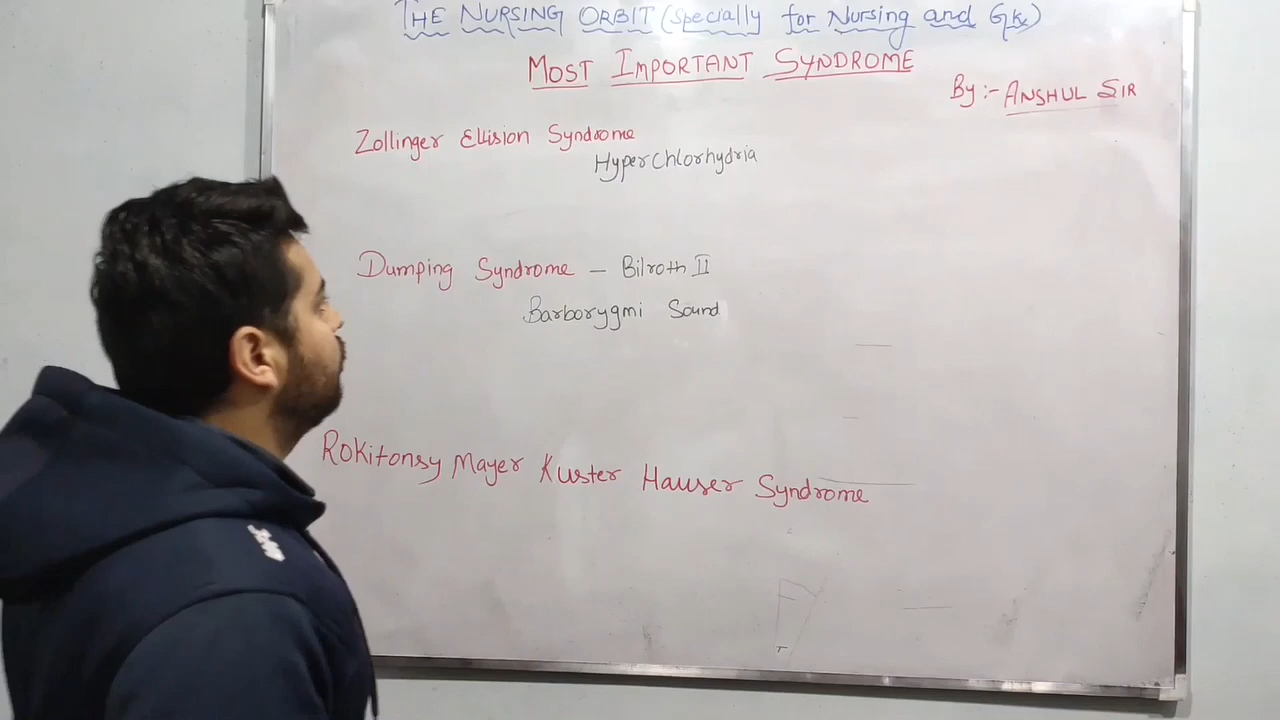 THE NURSING ORBIT (Specially for Nursing and Gk)
MOST IMPORTANT SYNDROME
By :- ANSHUL SIR
Zollinger Ellision Syndrome
HyperChlorhydria
Dumping Syndrome - Bilroth II
Barborygmi Sound
Rokitonsy Mayer Kuster Hauser Syndrome